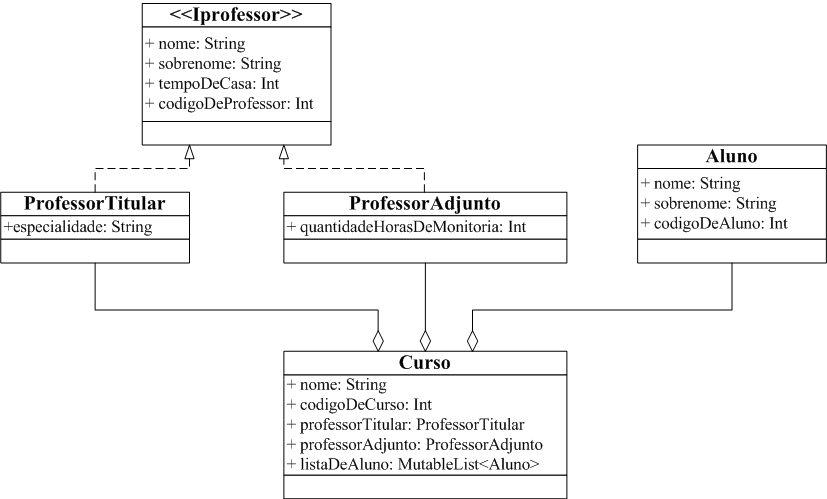 <<Iprofessor>>
+ nome: String
+ sobrenome: String
+ tempoDeCasa: Int
+ codigoDeProfessor: Int
ProfessorTitular
+especialidade: String
ProfessorAdjunto
+ quantidadeHorasDeMonitoria: Int
Aluno
+ nome: String
+ sobrenome: String
+ codigoDeAluno: Int
Curso
+ nome: String
+ codigoDeCurso: Int
+ professorTitular: ProfessorTitular
+ professorAdjunto: ProfessorAdjunto
+ listaDeAluno: MutableList<Aluno>